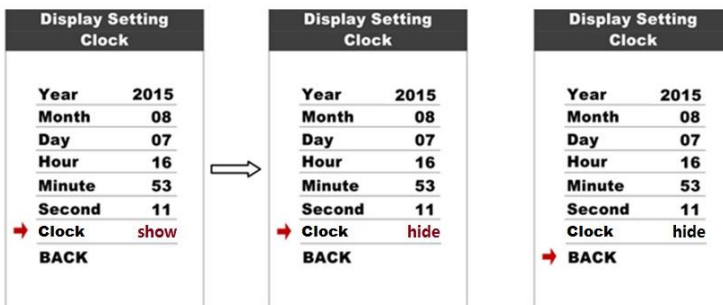 Display Setting
Clock
Year 2015
Month 08
Day 07
Hour 16
Minute 53
Second 11
Clock show
BACK
Display Setting
Clock
Year 2015
Month 08
Day 07
Hour 16
Minute 53
Second 11
Clock hide
BACK
Display Setting
Clock
Year 2015
Month 08
Day 07
Hour 16
Minute 53
Second 11
Clock hide
BACK